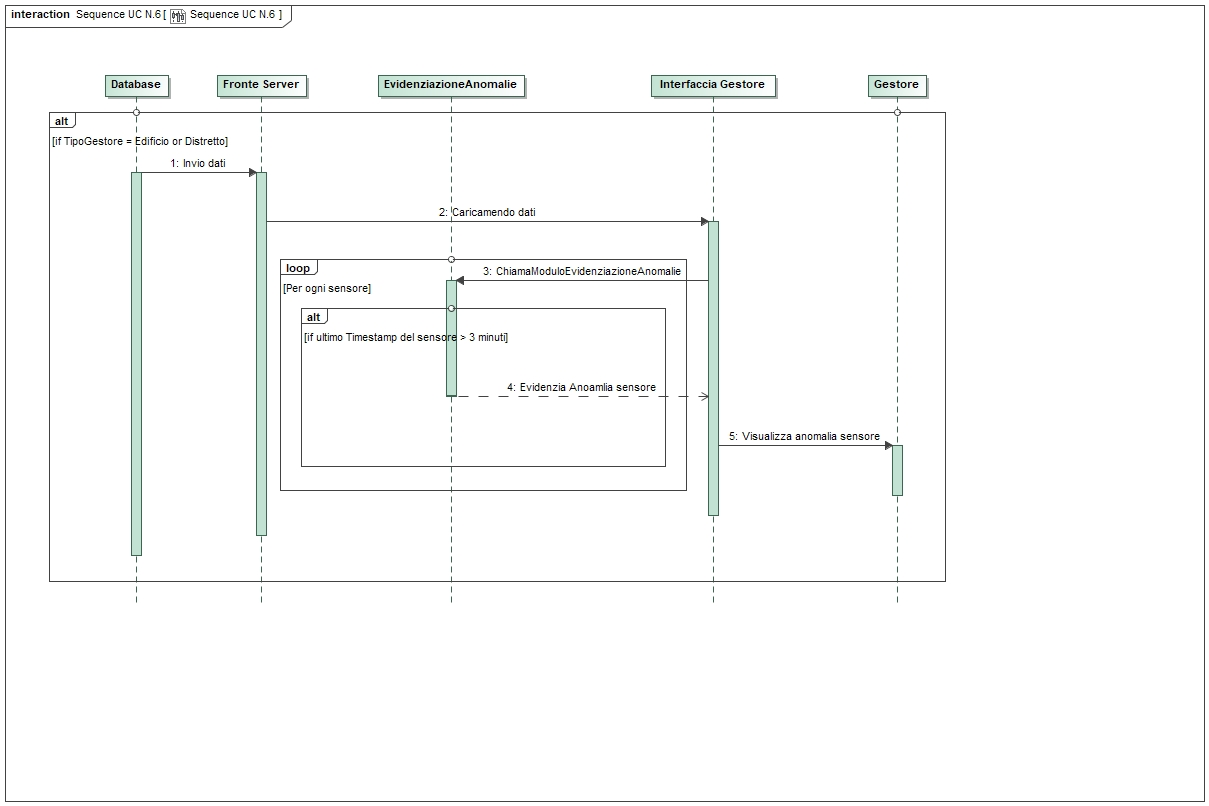 interaction Sequence UC N.6 [ Sequence UC N.6 ]
Database
Fronte Server
EvidenziazioneAnomalie
Interfaccia Gestore
Gestore
alt
[if TipoGestore = Edificio or Distretto]
1: Invio dati
2: Caricamendo dati
loop
3: ChiamaModuloEvidenziazioneAnomalie
[Per ogni sensore]
alt
[if ultimo Timestamp del sensore > 3 minuti]
4: Evidenzia Anoamlia sensore
5: Visualizza anomalia sensore